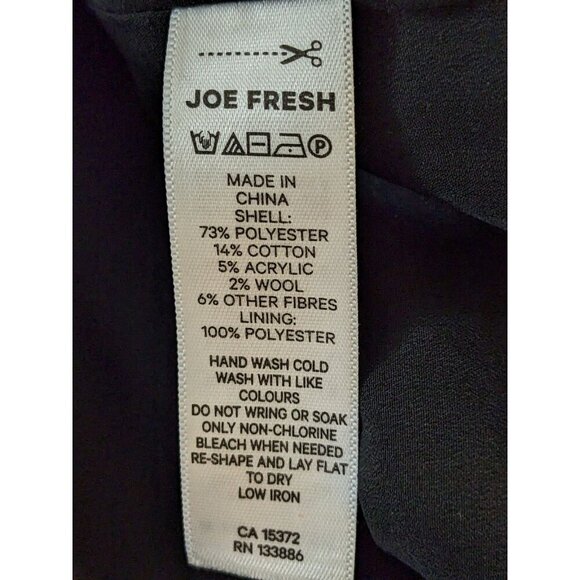 JOE FRESH
P
MADE IN
CHINA
SHELL:
73% POLYESTER
14% COTTON
5% ACRYLIC
2% WOOL
6% OTHER FIBRES
LINING:
100% POLYESTER
HAND WASH COLD
WASH WITH LIKE
COLOURS
DO NOT WRING OR SOAK
ONLY NON-CHLORINE
BLEACH WHEN NEEDED
RE-SHAPE AND LAY FLAT
TO DRY
LOW IRON
CA 15372
RN 133886